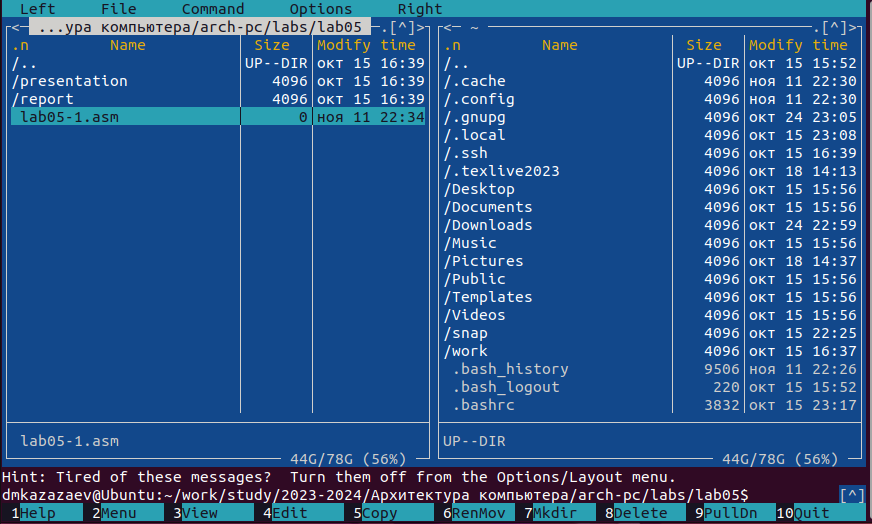 Left File Command Options Right
<─ ...ура компьютера/arch-pc/labs/lab05 ─.[^]>
.n Name Size Modify time
/.. UP--DIR окт 15 16:39
/presentation 4096 окт 15 16:39
/report 4096 окт 15 16:39
lab05-1.asm 0 ноя 11 22:34
lab05-1.asm
44G/78G (56%)
<─ ~ .[^]>
.n Name Size Modify time
/.. UP--DIR окт 15 15:52
/.cache 4096 ноя 11 22:30
/.config 4096 ноя 11 22:30
/.gnupg 4096 окт 24 23:05
/.local 4096 окт 15 23:08
/.ssh 4096 окт 15 16:39
/.texlive2023 4096 окт 18 14:13
/Desktop 4096 окт 15 15:56
/Documents 4096 окт 15 15:56
/Downloads 4096 окт 24 22:59
/Music 4096 окт 15 15:56
/Pictures 4096 окт 18 14:37
/Public 4096 окт 15 15:56
/Templates 4096 окт 15 15:56
/Videos 4096 окт 15 15:56
/snap 4096 окт 15 22:25
/work 4096 окт 15 16:37
.bash_history 9506 ноя 11 22:26
.bash_logout 220 окт 15 15:52
.bashrc 3832 окт 15 23:17
UP--DIR
44G/78G (56%)
Hint: Tired of these messages? Turn them off from the Options/Layout menu.
dmkazazaev@Ubuntu:~/work/study/2023-2024/Архитектура компьютера/arch-pc/labs/lab05$ [^]
1Help 2Menu 3View 4Edit 5Copy 6RenMov 7Mkdir 8Delete 9PullDn 10Quit